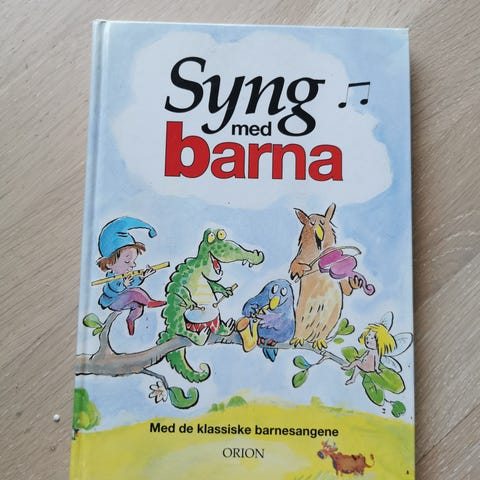 Syng
med
barna
Med de klassiske barnesangene
ORION